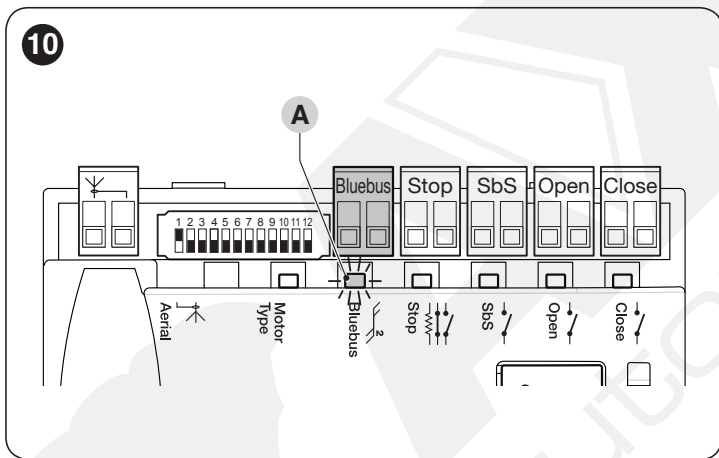 10
A
Bluebus Stop SbS Open Close
1 2 3 4 5 6 7 8 9 10 11 12
Aerial
Motor
Type
Bluebus
2
Stop
SbS
Open
Close